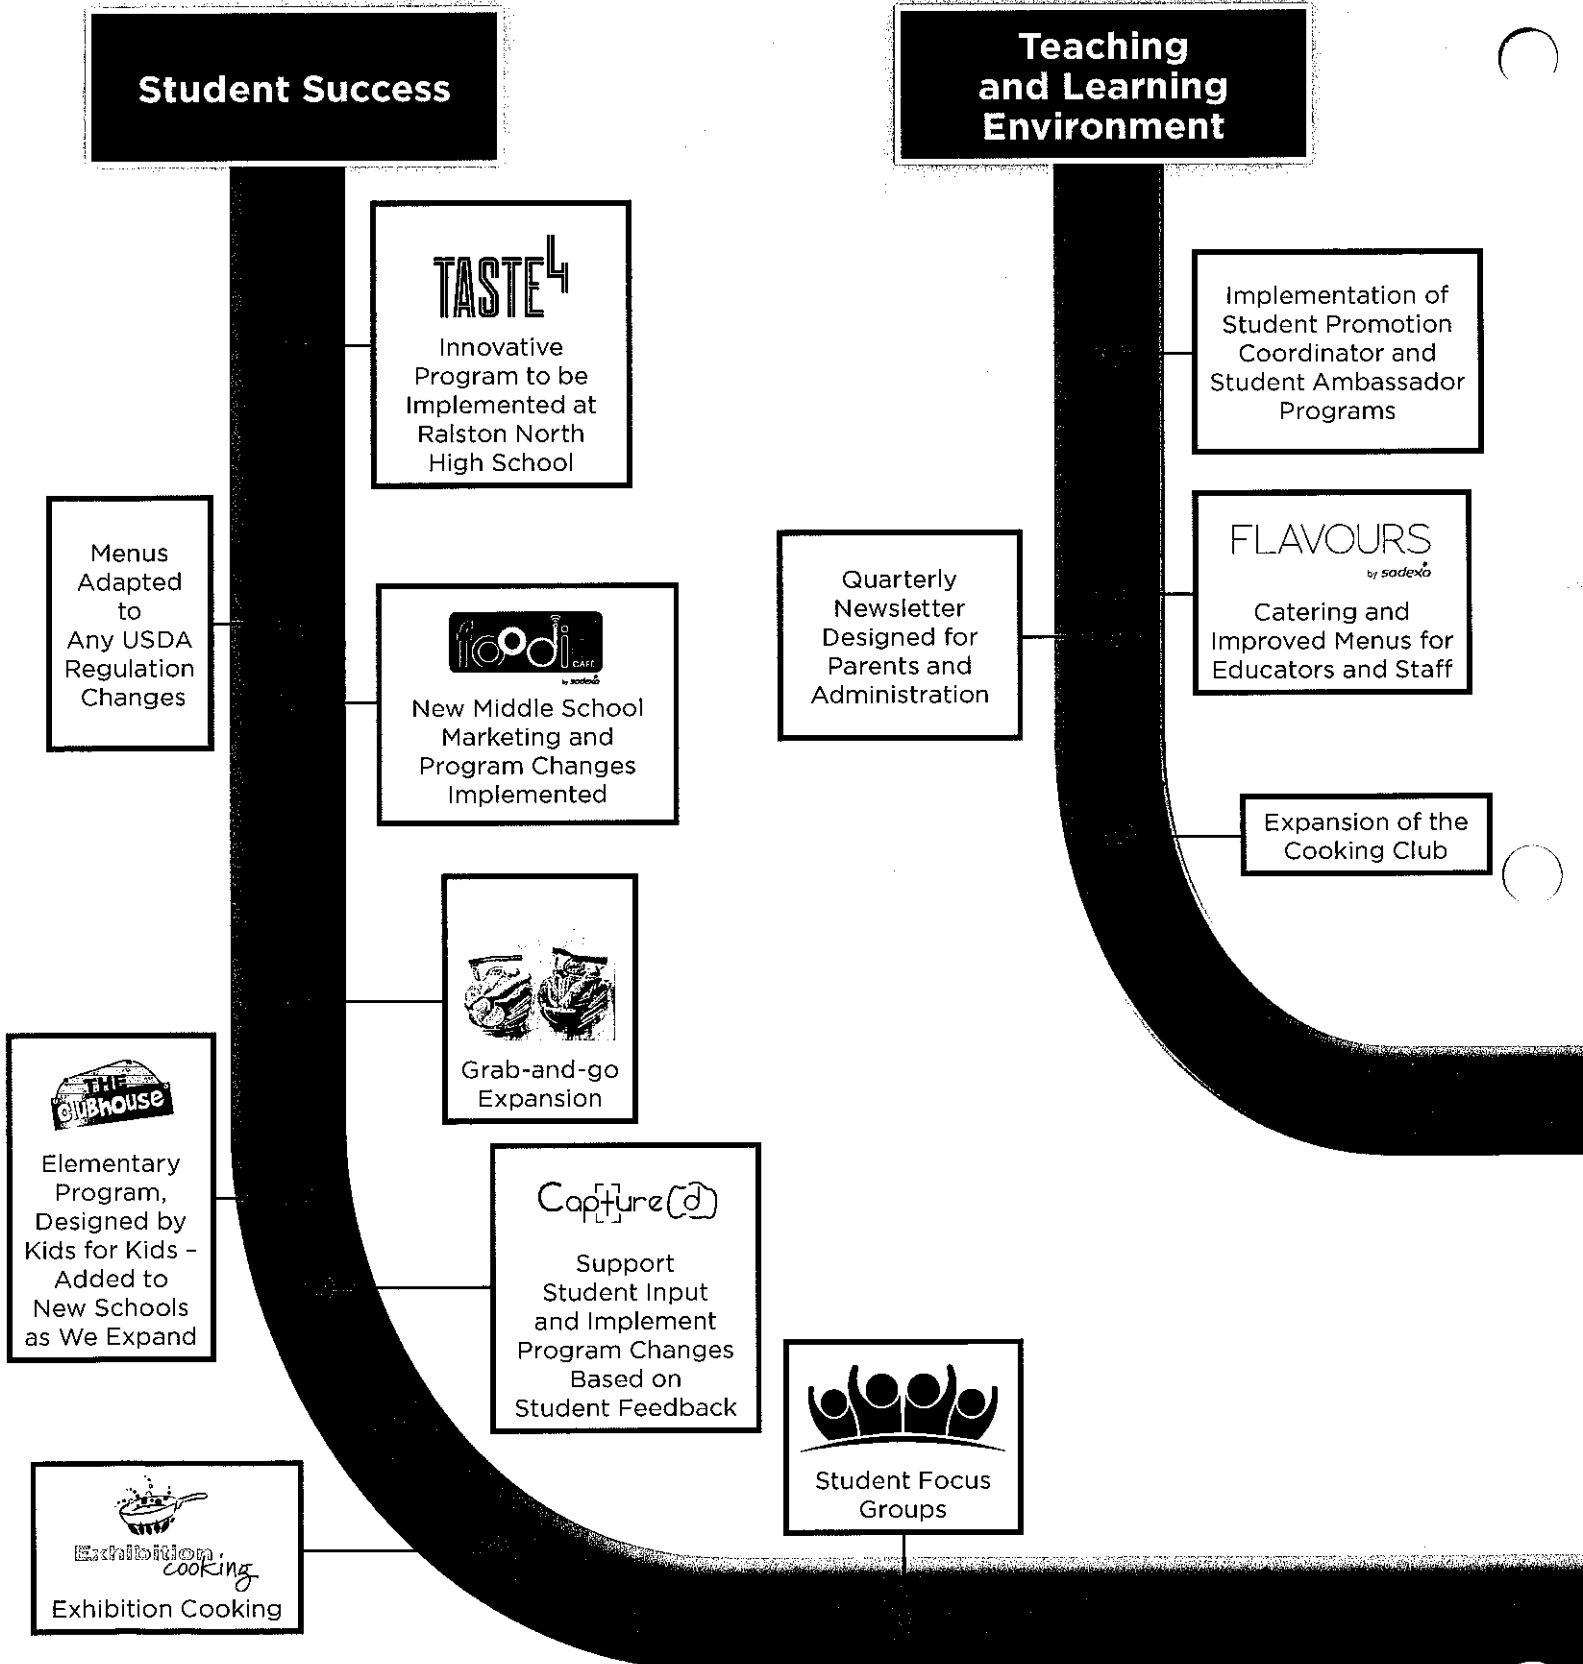 Student Success
TASTE4
Innovative
Program to be
Implemented at
Ralston North
High School
Menus
Adapted
to
Any USDA
Regulation
Changes
foodi
CAFÉ
by sodexo
New Middle School
Marketing and
Program Changes
Implemented
Grab-and-go
Expansion
THE
CLUBHOUSE
Elementary
Program,
Designed by
Kids for Kids –
Added to
New Schools
as We Expand
Capture(d)
Support
Student Input
and Implement
Program Changes
Based on
Student Feedback
Exhibition
cooking
Exhibition Cooking
Student Focus
Groups
Teaching
and Learning
Environment
Implementation of
Student Promotion
Coordinator and
Student Ambassador
Programs
FLAVOURS
by sodexo
Catering and
Improved Menus for
Educators and Staff
Quarterly
Newsletter
Designed for
Parents and
Administration
Expansion of the
Cooking Club